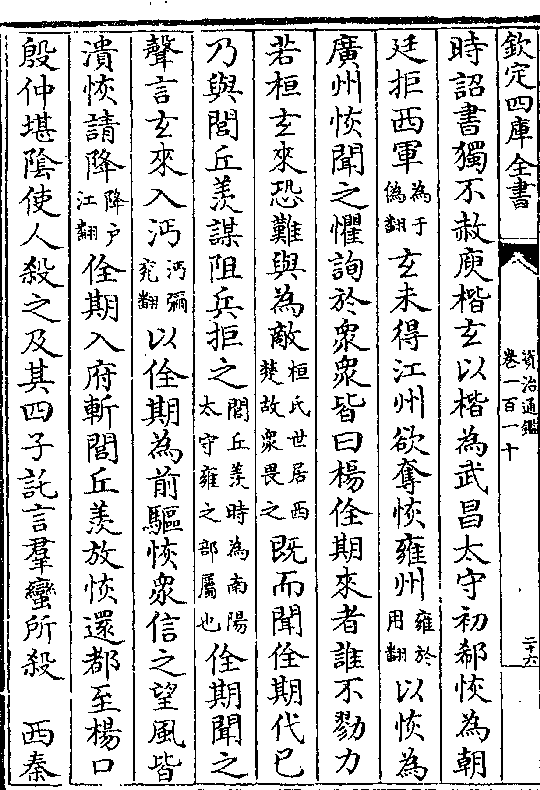 欽定四庫全書
資治通鑑
卷一百一十
二十六
時詔書獨不赦庾楷玄以楷為武昌太守初郗恢為朝
廷拒西軍為于偽翻玄未得江州欲奪恢雍州雍於用翻以恢為
廣州恢聞之懼詢於衆衆皆曰楊佺期來者誰不勠力
若桓玄來恐難與為敵桓氏世居西楚故衆畏之既而聞佺期代已
乃與閭丘羨謀阻兵拒之閭丘羨時為南陽太守雍之部屬也佺期聞之
聲言玄來入沔沔彌兖翻以佺期為前驅恢衆信之望風皆
潰恢請降降户江翻佺期入府斬閭丘羨放恢還都至楊口
殷仲堪隂使人殺之及其四子託言羣蠻所殺　西秦